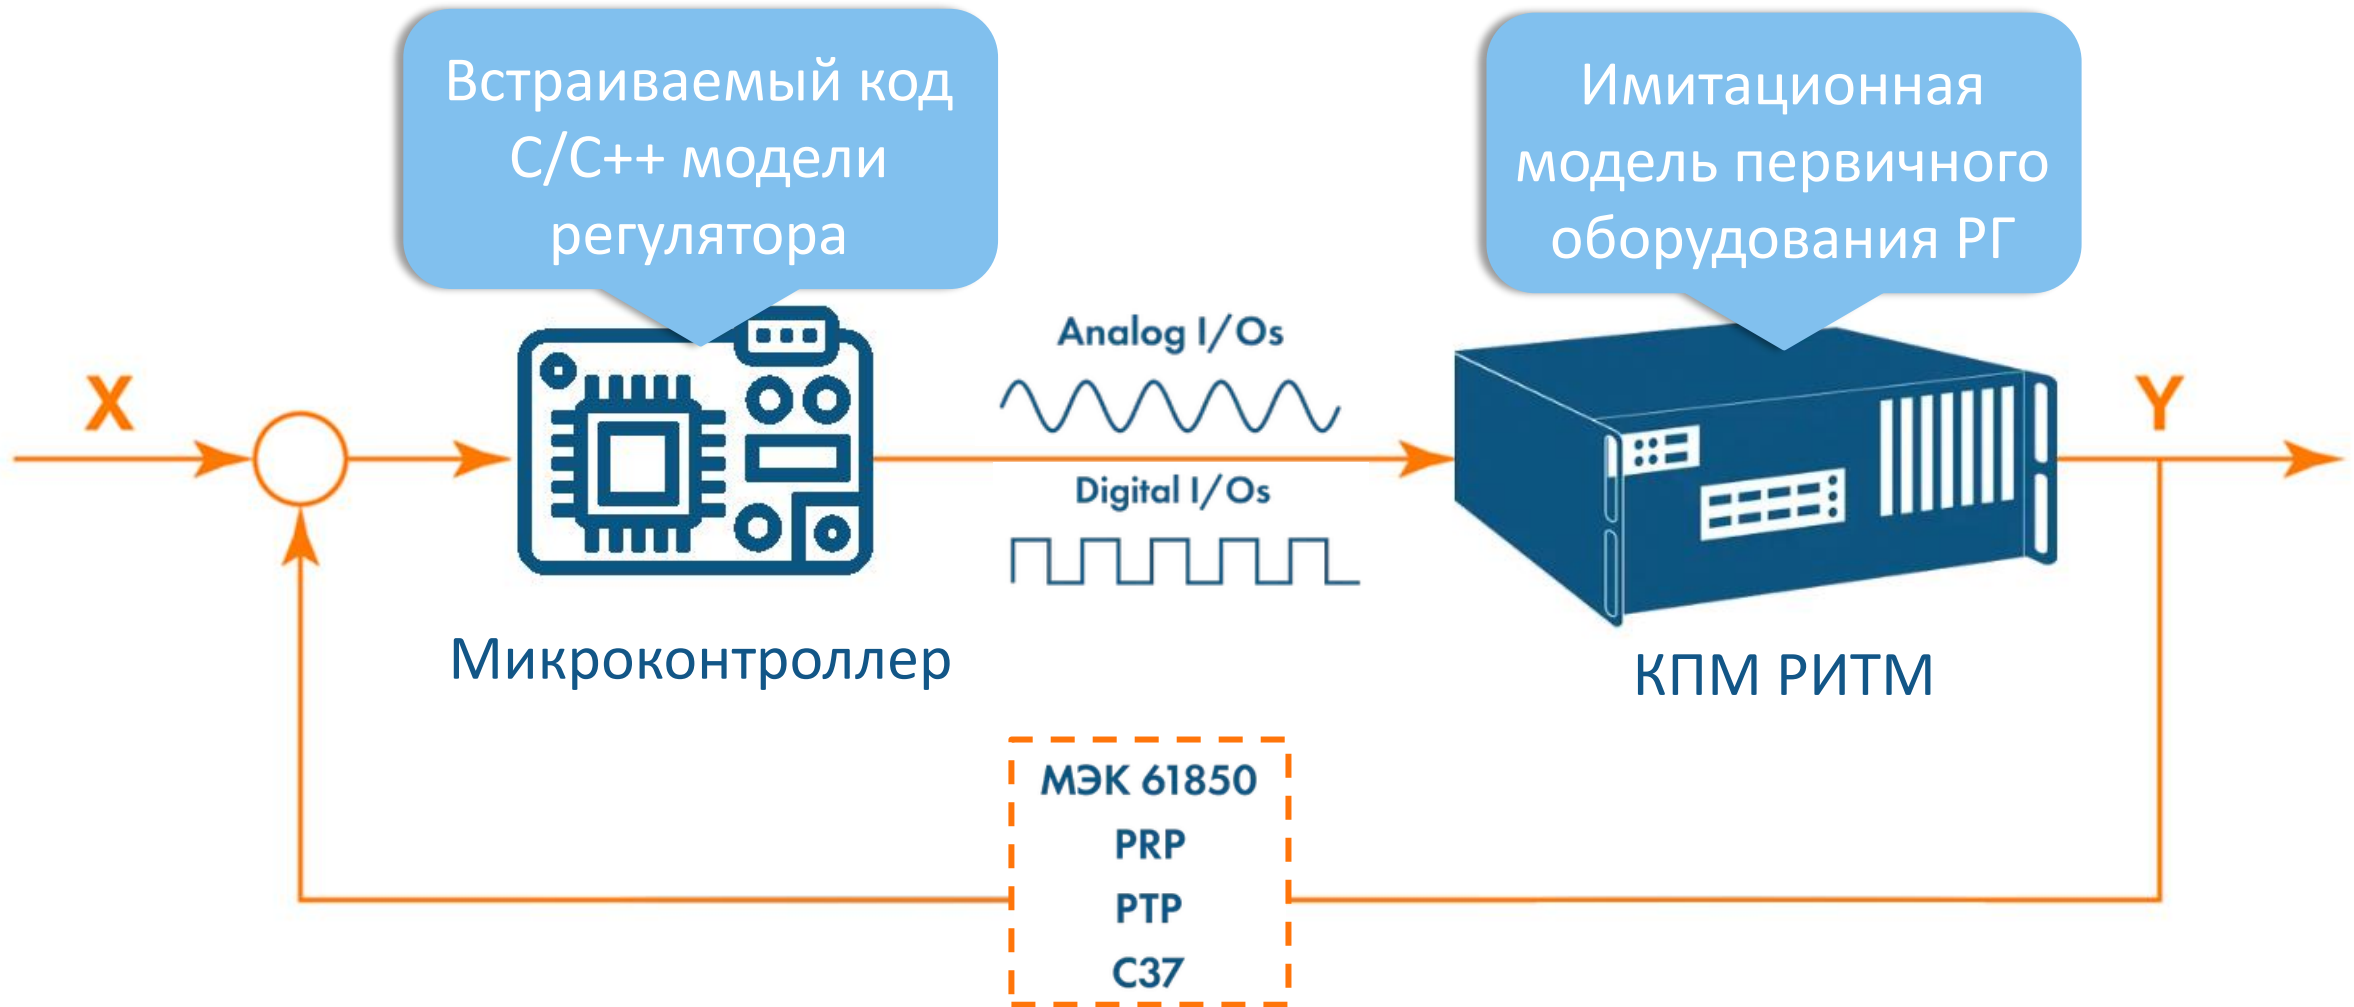 Встраиваемый код
C/C++ модели
регулятора
Имитационная
модель первичного
оборудования РГ
X
Analog I/Os
Digital I/Os
Y
Микроконтроллер
КПМ РИТМ
МЭК 61850
PRP
PTP
C37